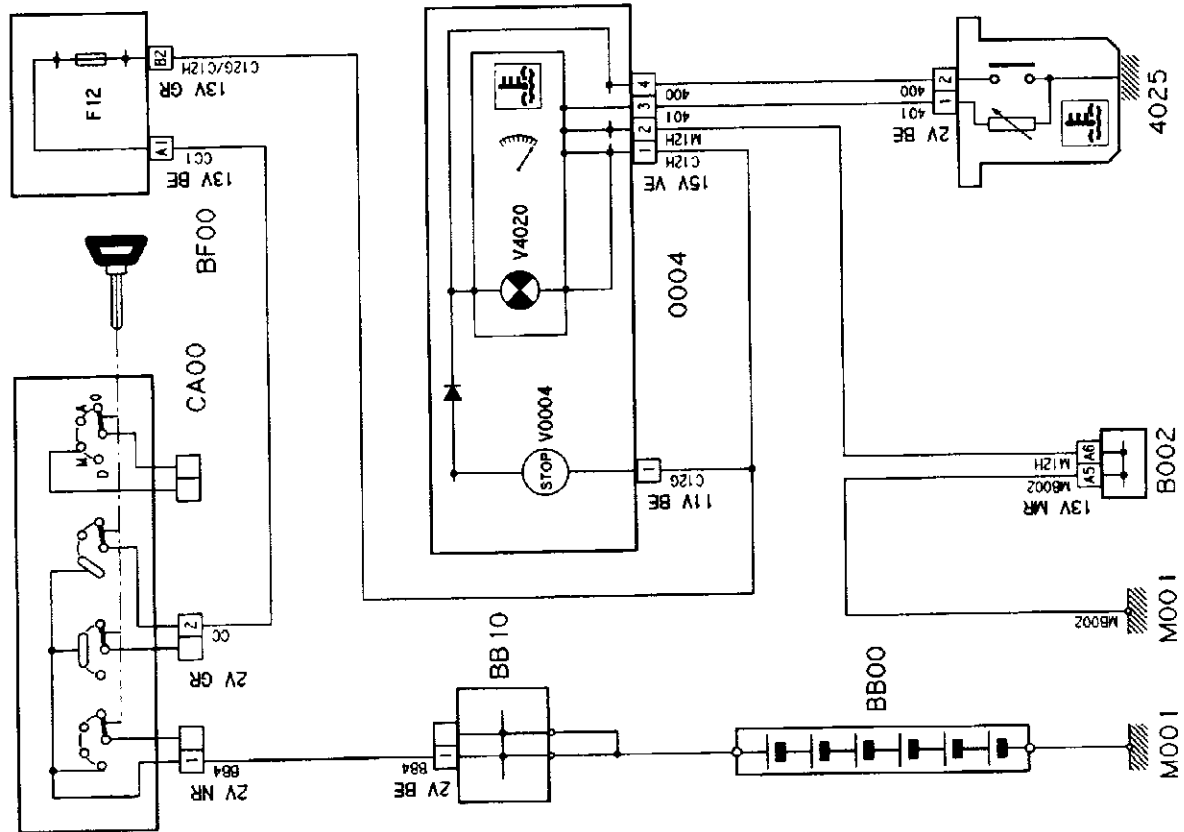 M
A
D
O
CA00
BF00
F12
A1
B2
CC1
13V BE
C12G/C12H
13V GR
1
2
BB4
CC
2V NR
2V GR
STOP
V0004
V4020
0004
1
C12G
11V BE
1
2
3
4
C12H
M12H
401
400
15V VE
BB10
1
BB4
2V BE
BB00
M001
MB002
M001
MB002
M12H
A5
A6
13V MR
B002
401
400
1
2
2V BE
4025